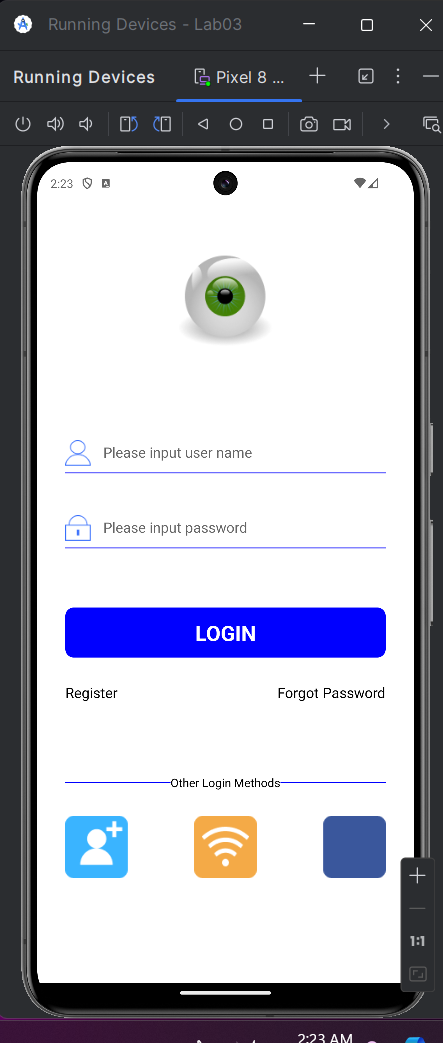 Running Devices - Lab03
Running Devices
Pixel 8 ...
2:23
Please input user name
Please input password
LOGIN
Register
Forgot Password
Other Login Methods
1:1
2:23 AM